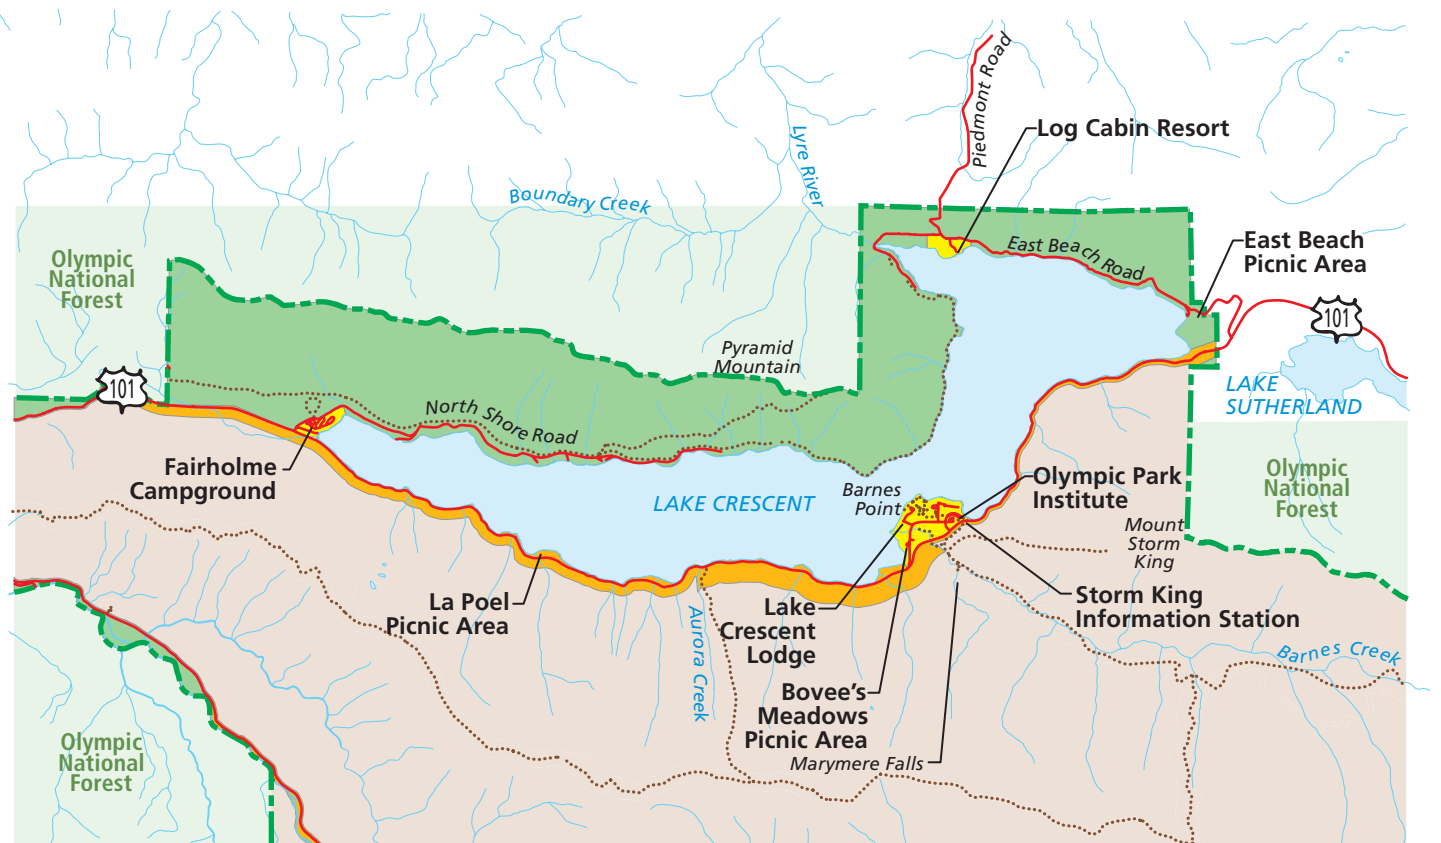 Piedmont Road
Log Cabin Resort
Lyre River
Boundary Creek
Olympic
National
Forest
East Beach Road
East Beach
Picnic Area
101
Pyramid
Mountain
101
LAKE
SUTHERLAND
North Shore Road
Fairholme
Campground
LAKE CRESCENT
Barnes
Point
Olympic Park
Institute
Olympic
National
Forest
Mount
Storm
King
La Poel
Picnic Area
Lake
Crescent
Lodge
Storm King
Information Station
Aurora Creek
Barnes Creek
Bovee's
Meadows
Picnic Area
Marymere Falls
Olympic
National
Forest